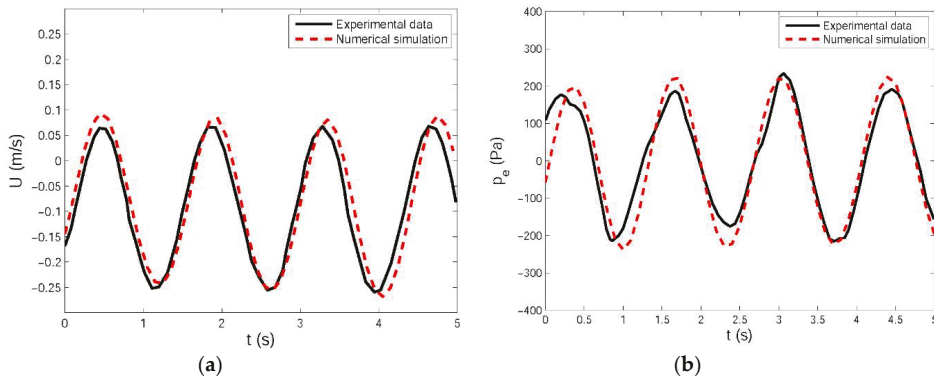 (a)
Experimental data
Numerical simulation
U (m/s)
0.25
0.2
0.15
0.1
0.05
0
−0.05
−0.1
−0.15
−0.2
−0.25
0 1 2 3 4 5
t (s)
(a)
(b)
Experimental data
Numerical simulation
pe (Pa)
400
300
200
100
0
−100
−200
−300
−400
0 0.5 1 1.5 2 2.5 3 3.5 4 4.5 5
t (s)
(b)